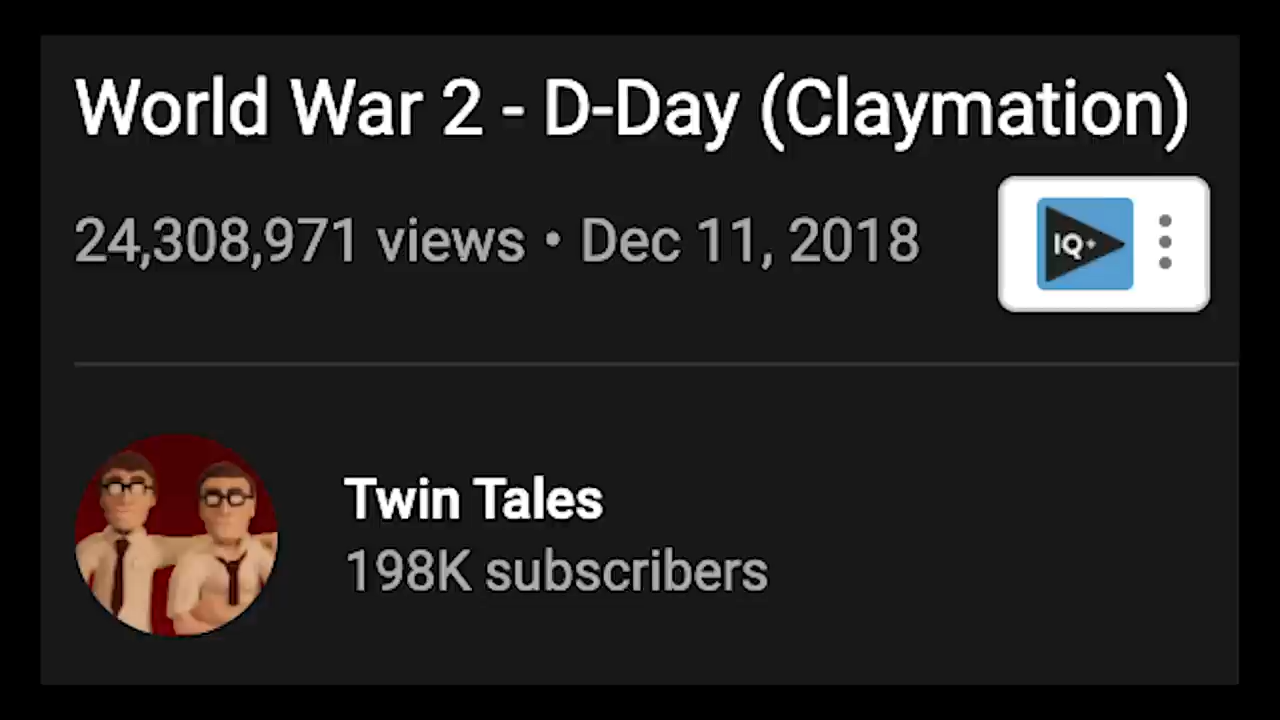 World War 2 - D-Day (Claymation)
24,308,971 views • Dec 11, 2018
IQ+
Twin Tales
198K subscribers